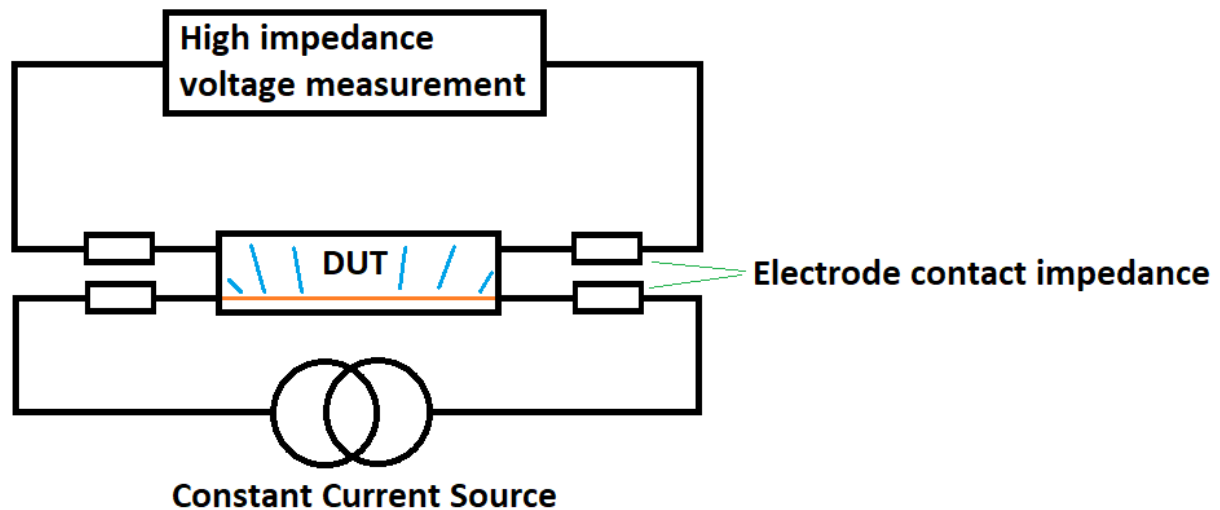 High impedance
voltage measurement
DUT
Electrode contact impedance
Constant Current Source